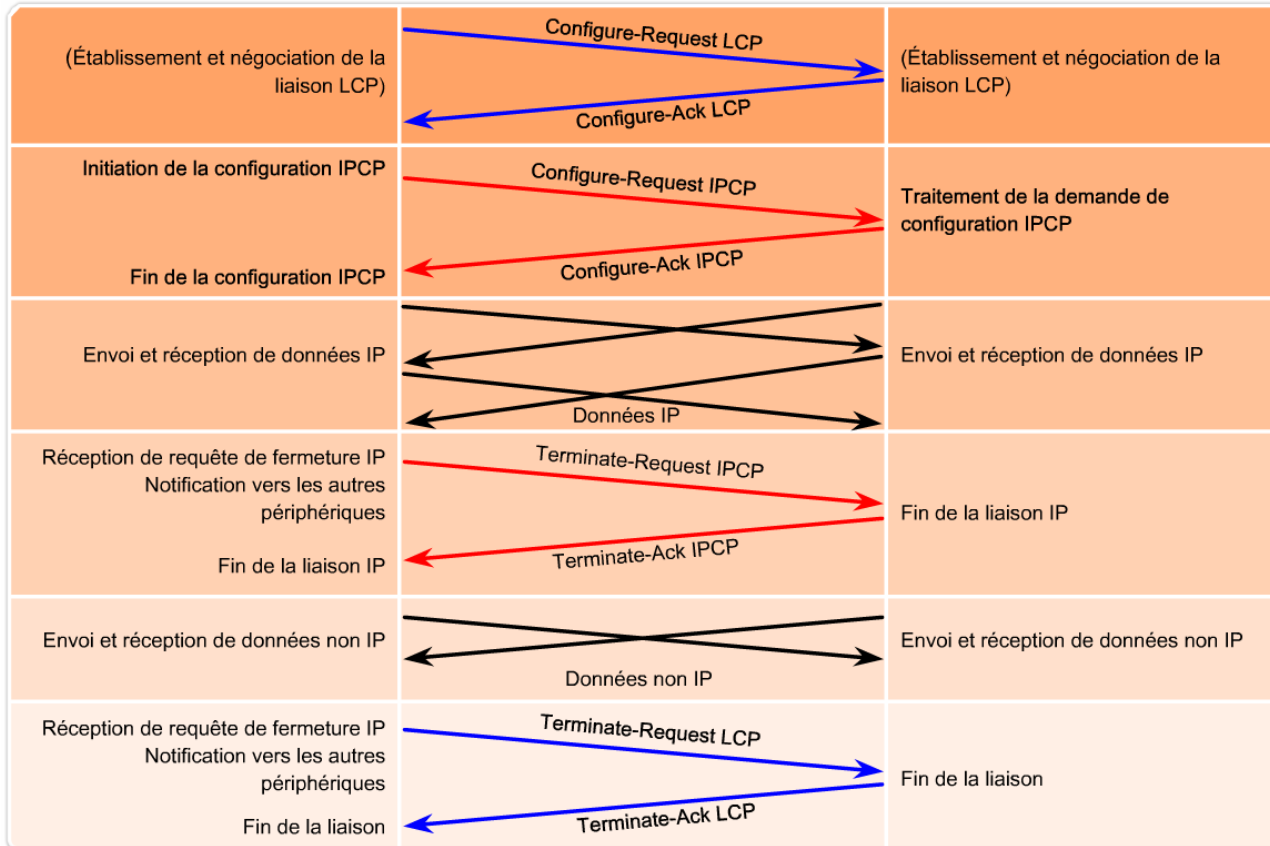 (Établissement et négociation de la
liaison LCP)
Configure-Request LCP
Configure-Ack LCP
(Établissement et négociation de la
liaison LCP)
Initiation de la configuration IPCP
Fin de la configuration IPCP
Configure-Request IPCP
Configure-Ack IPCP
Traitement de la demande de
configuration IPCP
Envoi et réception de données IP
Données IP
Envoi et réception de données IP
Réception de requête de fermeture IP
Notification vers les autres
périphériques
Fin de la liaison IP
Terminate-Request IPCP
Terminate-Ack IPCP
Fin de la liaison IP
Envoi et réception de données non IP
Données non IP
Envoi et réception de données non IP
Réception de requête de fermeture IP
Notification vers les autres
périphériques
Fin de la liaison
Terminate-Request LCP
Terminate-Ack LCP
Fin de la liaison